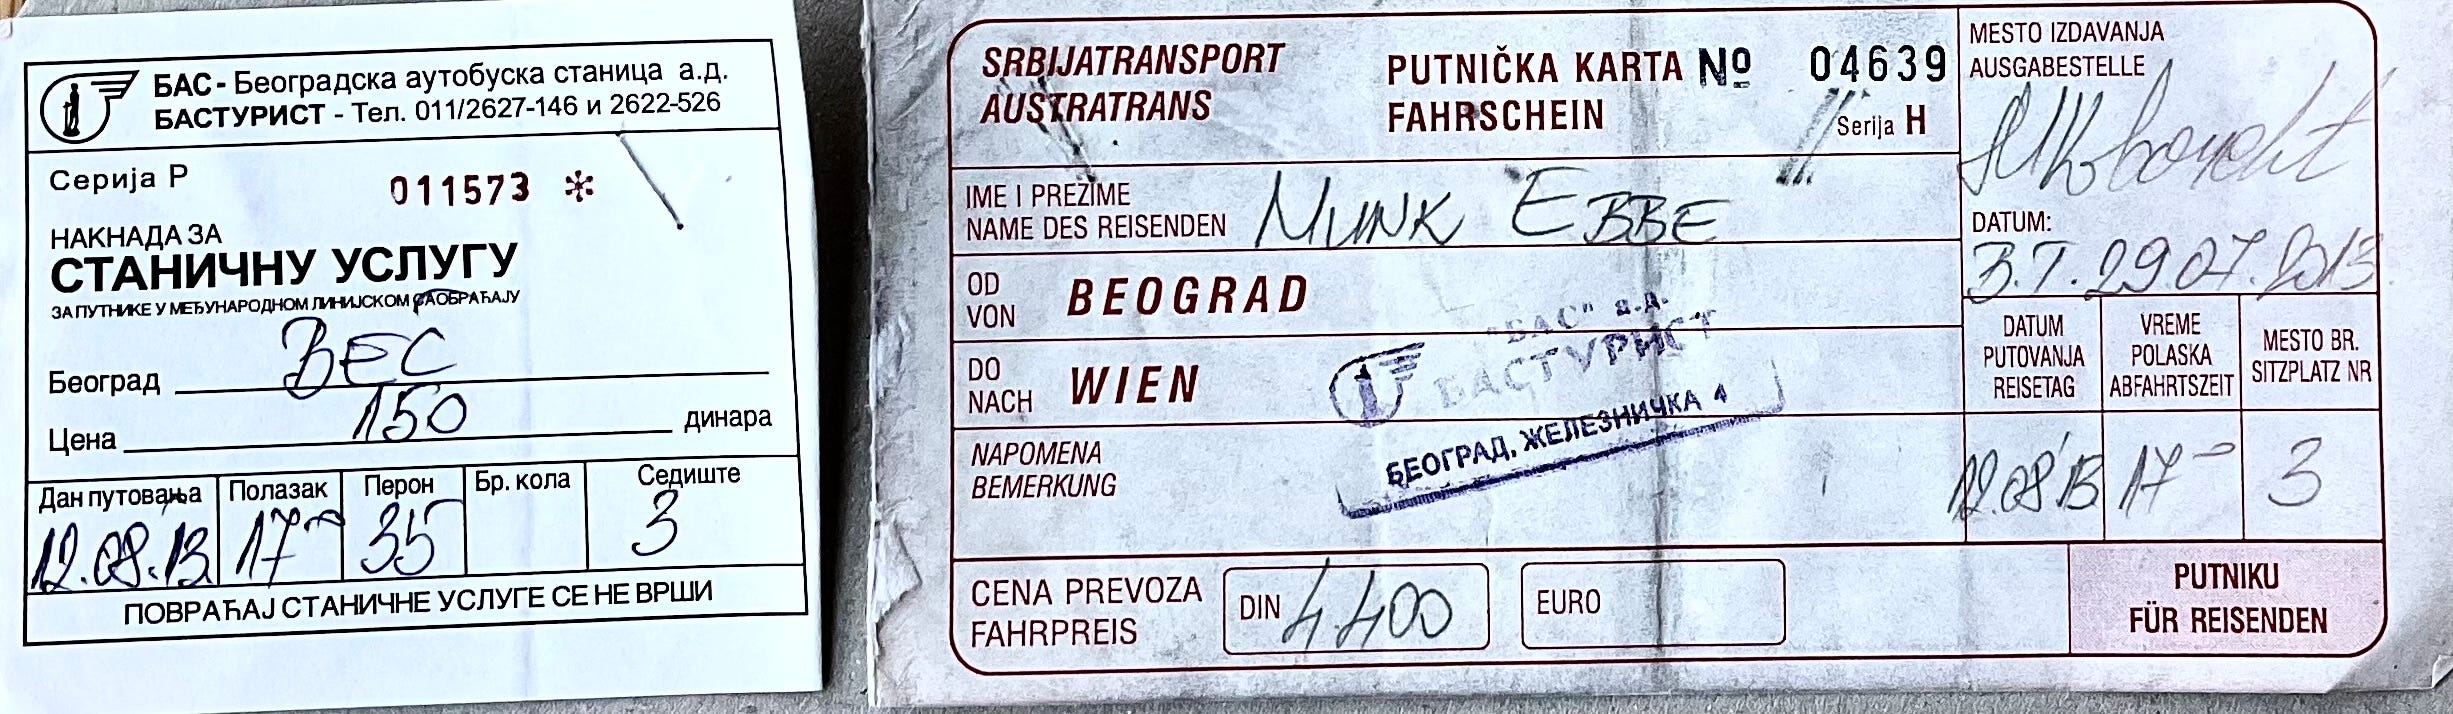 БАС - Београдска аутобуска станица а.д.
БАСТУРИСТ - Тел. 011/2627-146 и 2622-526
Серија Р 011573 *
НАКНАДА ЗА
СТАНИЧНУ УСЛУГУ
ЗА ПУТНИКЕ У МЕЂУНАРОДНОМ ЛИНИЈСКОМ САОБРАЋАЈУ
Београд БЕС
Цена 150 динара
Дан путовања Полазак Перон Бр. кола Седиште
12.08.13. 17 35 3
ПОВРАЋАЈ СТАНИЧНЕ УСЛУГЕ СЕ НЕ ВРШИ
SRBIJATRANSPORT
AUSTRATRANS
PUTNIČKA KARTA № 04639
FAHRSCHEIN Serija H
IME I PREZIME
NAME DES REISENDEN MUNK EBBE
OD
VON BEOGRAD
DO
NACH WIEN
NAPOMENA
BEMERKUNG
"БАС" а.д.
БАСТУРИСТ
БЕОГРАД, ЖЕЛЕЗНИЧКА 4
CENA PREVOZA
FAHRPREIS
DIN 4.400
EURO
MESTO IZDAVANJA
AUSGABESTELLE
DATUM:
29.07.2013
DATUM
PUTOVANJA
REISETAG
VREME
POLASKA
ABFAHRTSZEIT
MESTO BR.
SITZPLATZ NR
12.08'13 17 3
PUTNIKU
FÜR REISENDEN